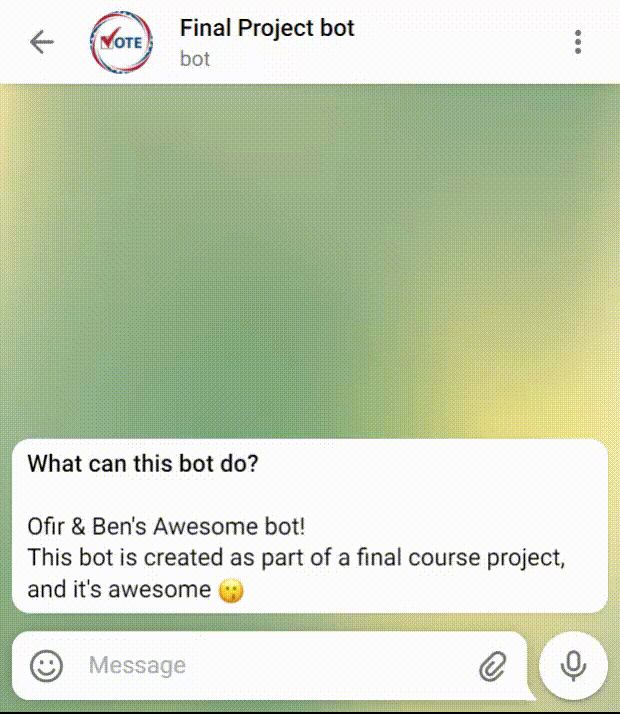 VOTE
Final Project bot
bot
What can this bot do?
Ofir & Ben's Awesome bot!
This bot is created as part of a final course project,
and it's awesome 😗
Message